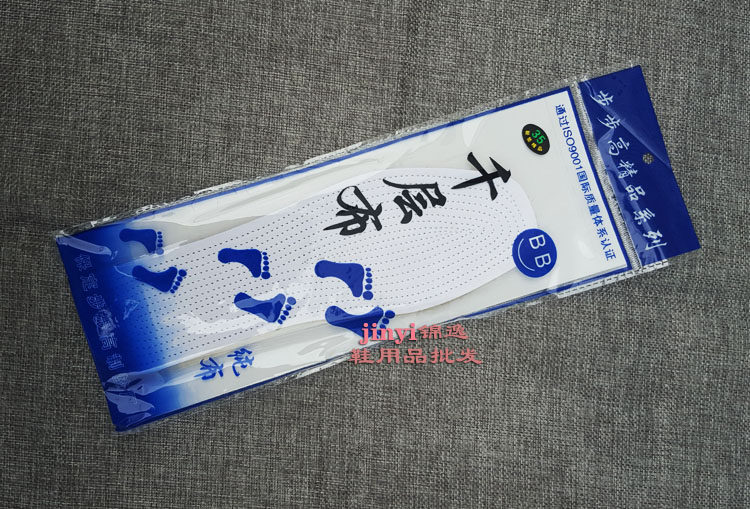 步步高精品系列
通过ISO9001国际质量体系认证
35
千层布
BB
纯布
jinyi锦逸
鞋用品批发